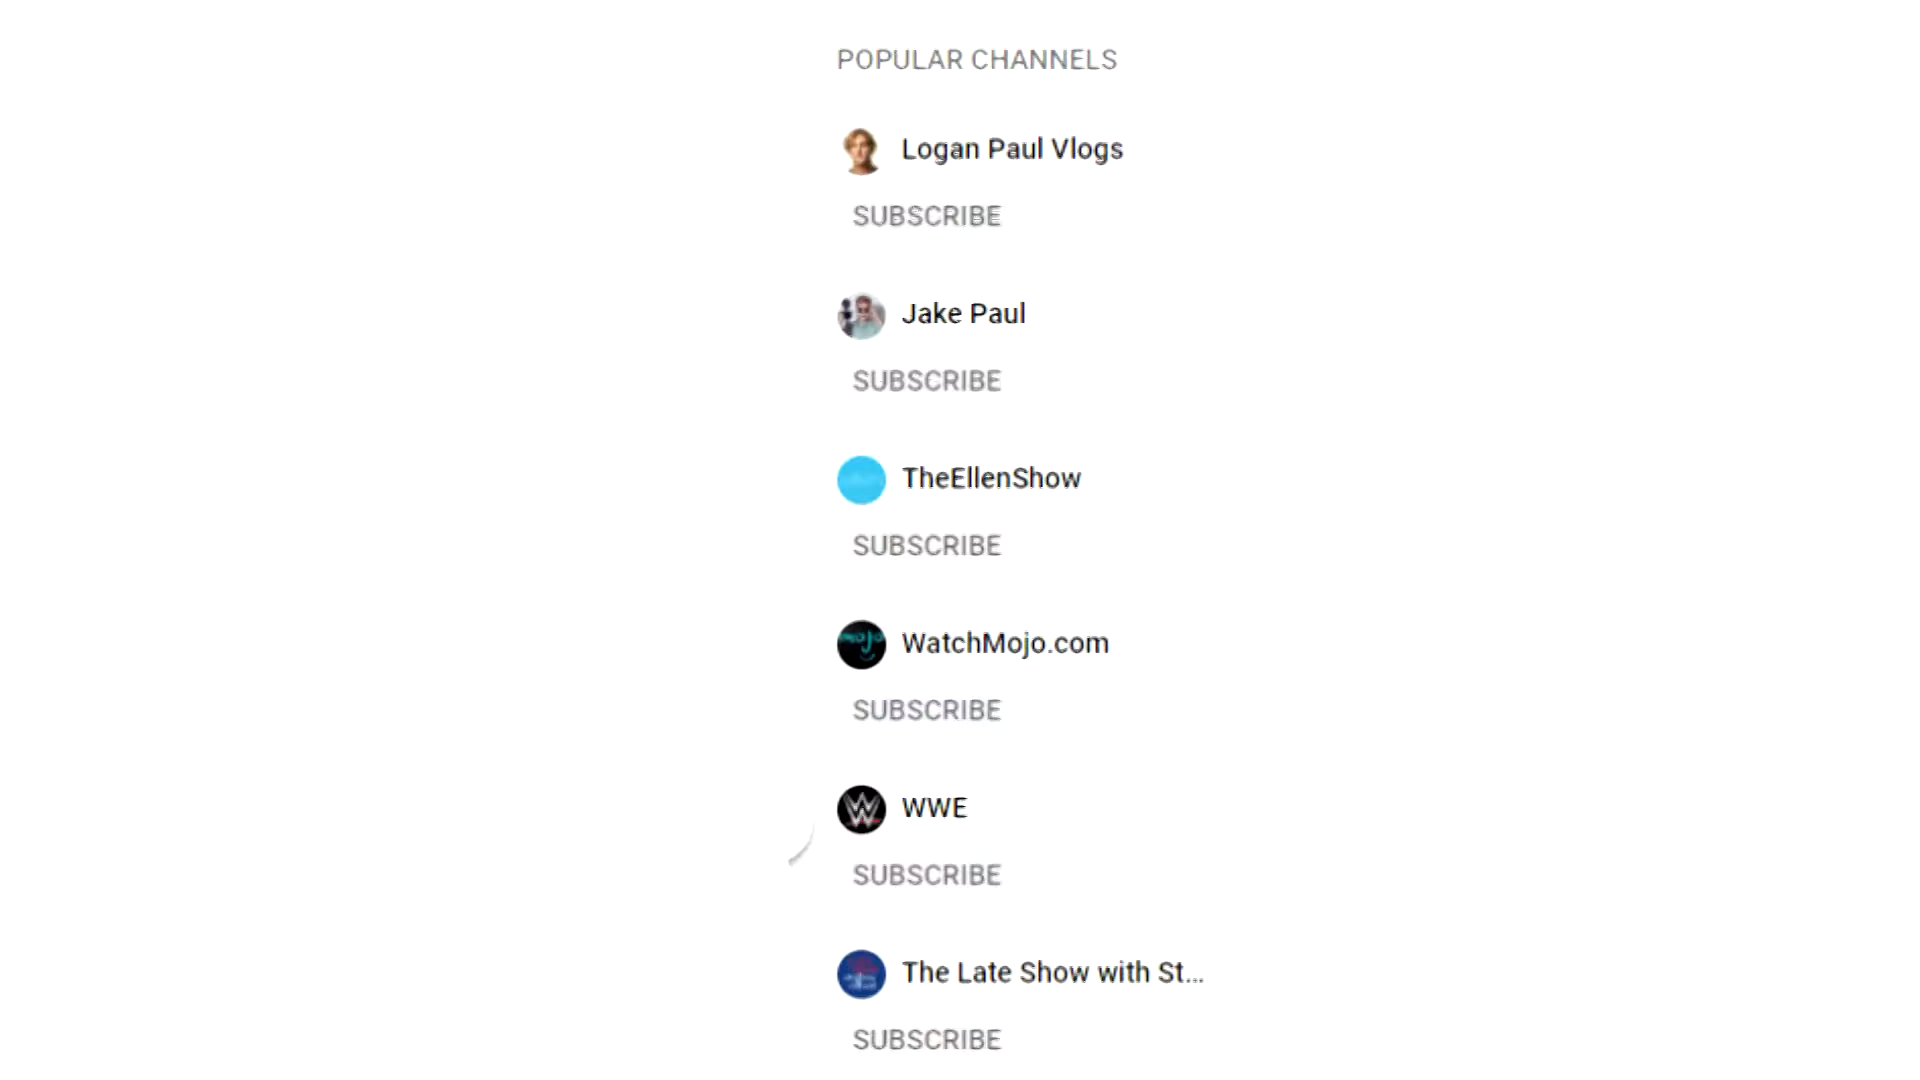 POPULAR CHANNELS
Logan Paul Vlogs
SUBSCRIBE
Jake Paul
SUBSCRIBE
TheEllenShow
SUBSCRIBE
mojo
WatchMojo.com
SUBSCRIBE
W
WWE
SUBSCRIBE
The Late Show with St...
SUBSCRIBE